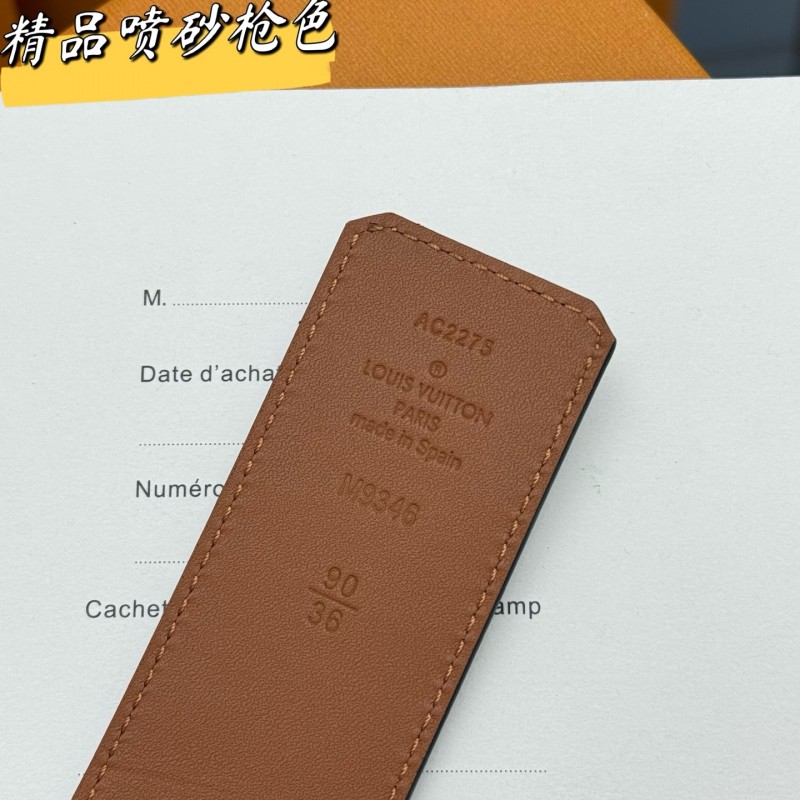 精品喷砂枪色
M. ........................
Date d'acha
Numéro
Cachet
amp
AC2275
®
LOUIS VUITTON
PARIS
made in Spain
M9346
90
36